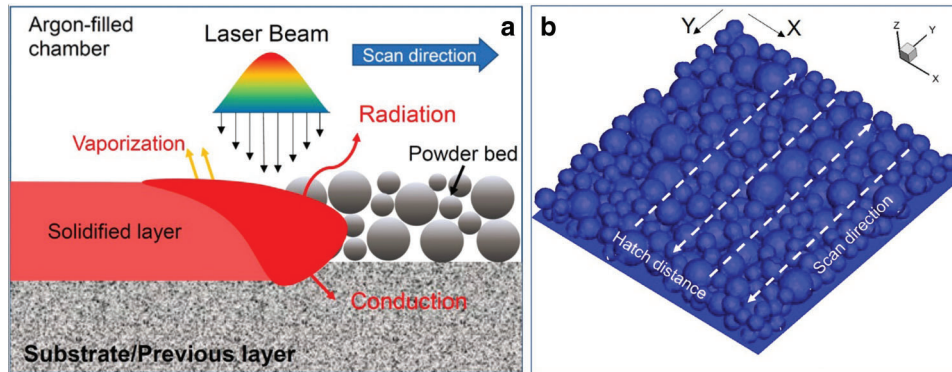 Argon-filled
chamber
Laser Beam
a
Scan direction
Radiation
Vaporization
Powder bed
Solidified layer
Conduction
Substrate/Previous layer
b
Y
X
Z
Y
X
Hatch distance
Scan direction